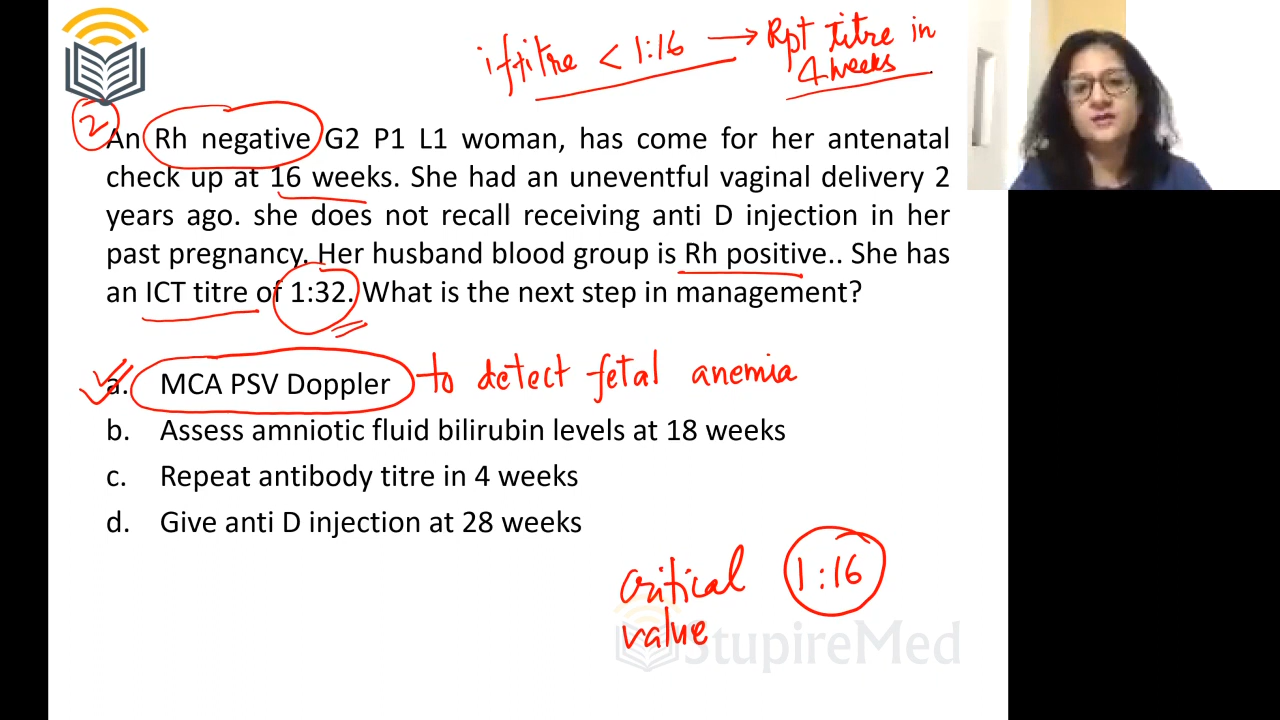 if titre < 1:16 → Rpt titre in
4 weeks
2
An Rh negative G2 P1 L1 woman, has come for her antenatal
check up at 16 weeks. She had an uneventful vaginal delivery 2
years ago. she does not recall receiving anti D injection in her
past pregnancy. Her husband blood group is Rh positive.. She has
an ICT titre of 1:32. What is the next step in management?
a. MCA PSV Doppler to detect fetal anemia
b. Assess amniotic fluid bilirubin levels at 18 weeks
c. Repeat antibody titre in 4 weeks
d. Give anti D injection at 28 weeks
critical 1:16
value
StupireMed